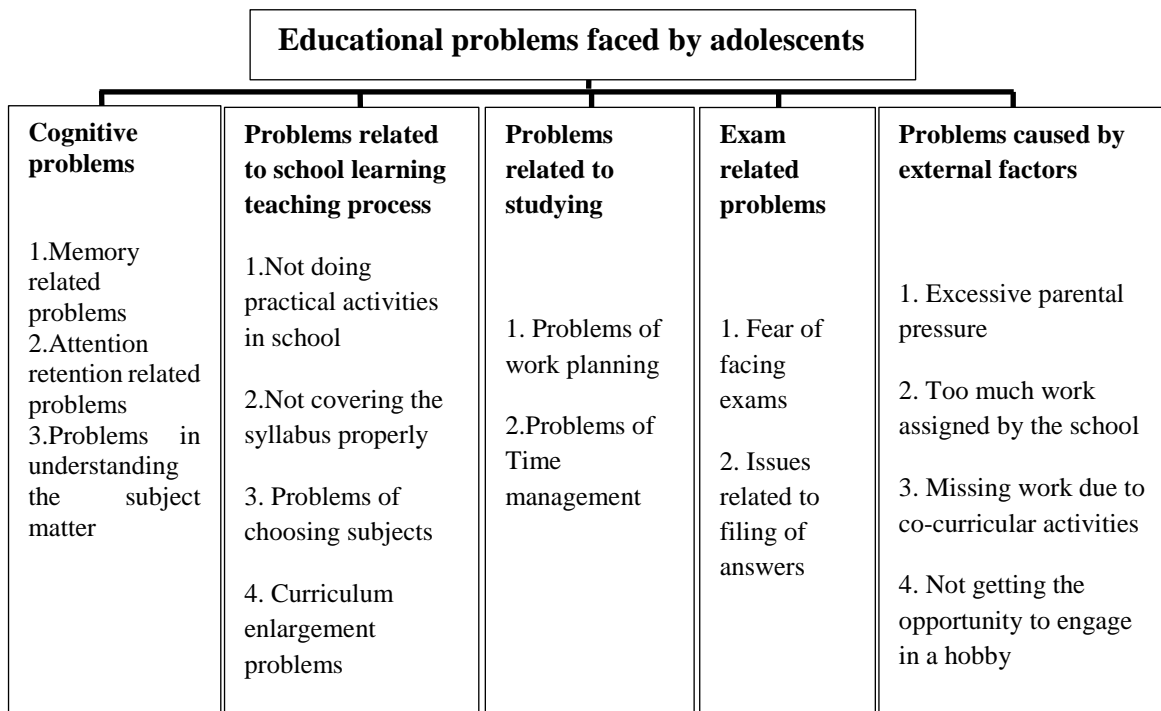 Educational problems faced by adolescents
Cognitive
problems
1.Memory
related
problems
2.Attention
retention related
problems
3.Problems in
understanding
the subject
matter
Problems related
to school learning
teaching process
1.Not doing
practical activities
in school
2.Not covering the
syllabus properly
3. Problems of
choosing subjects
4. Curriculum
enlargement
problems
Problems
related to
studying
1. Problems of
work planning
2.Problems of
Time
management
Exam
related
problems
1. Fear of
facing
exams
2. Issues
related to
filing of
answers
Problems caused by
external factors
1. Excessive parental
pressure
2. Too much work
assigned by the school
3. Missing work due to
co-curricular activities
4. Not getting the
opportunity to engage
in a hobby